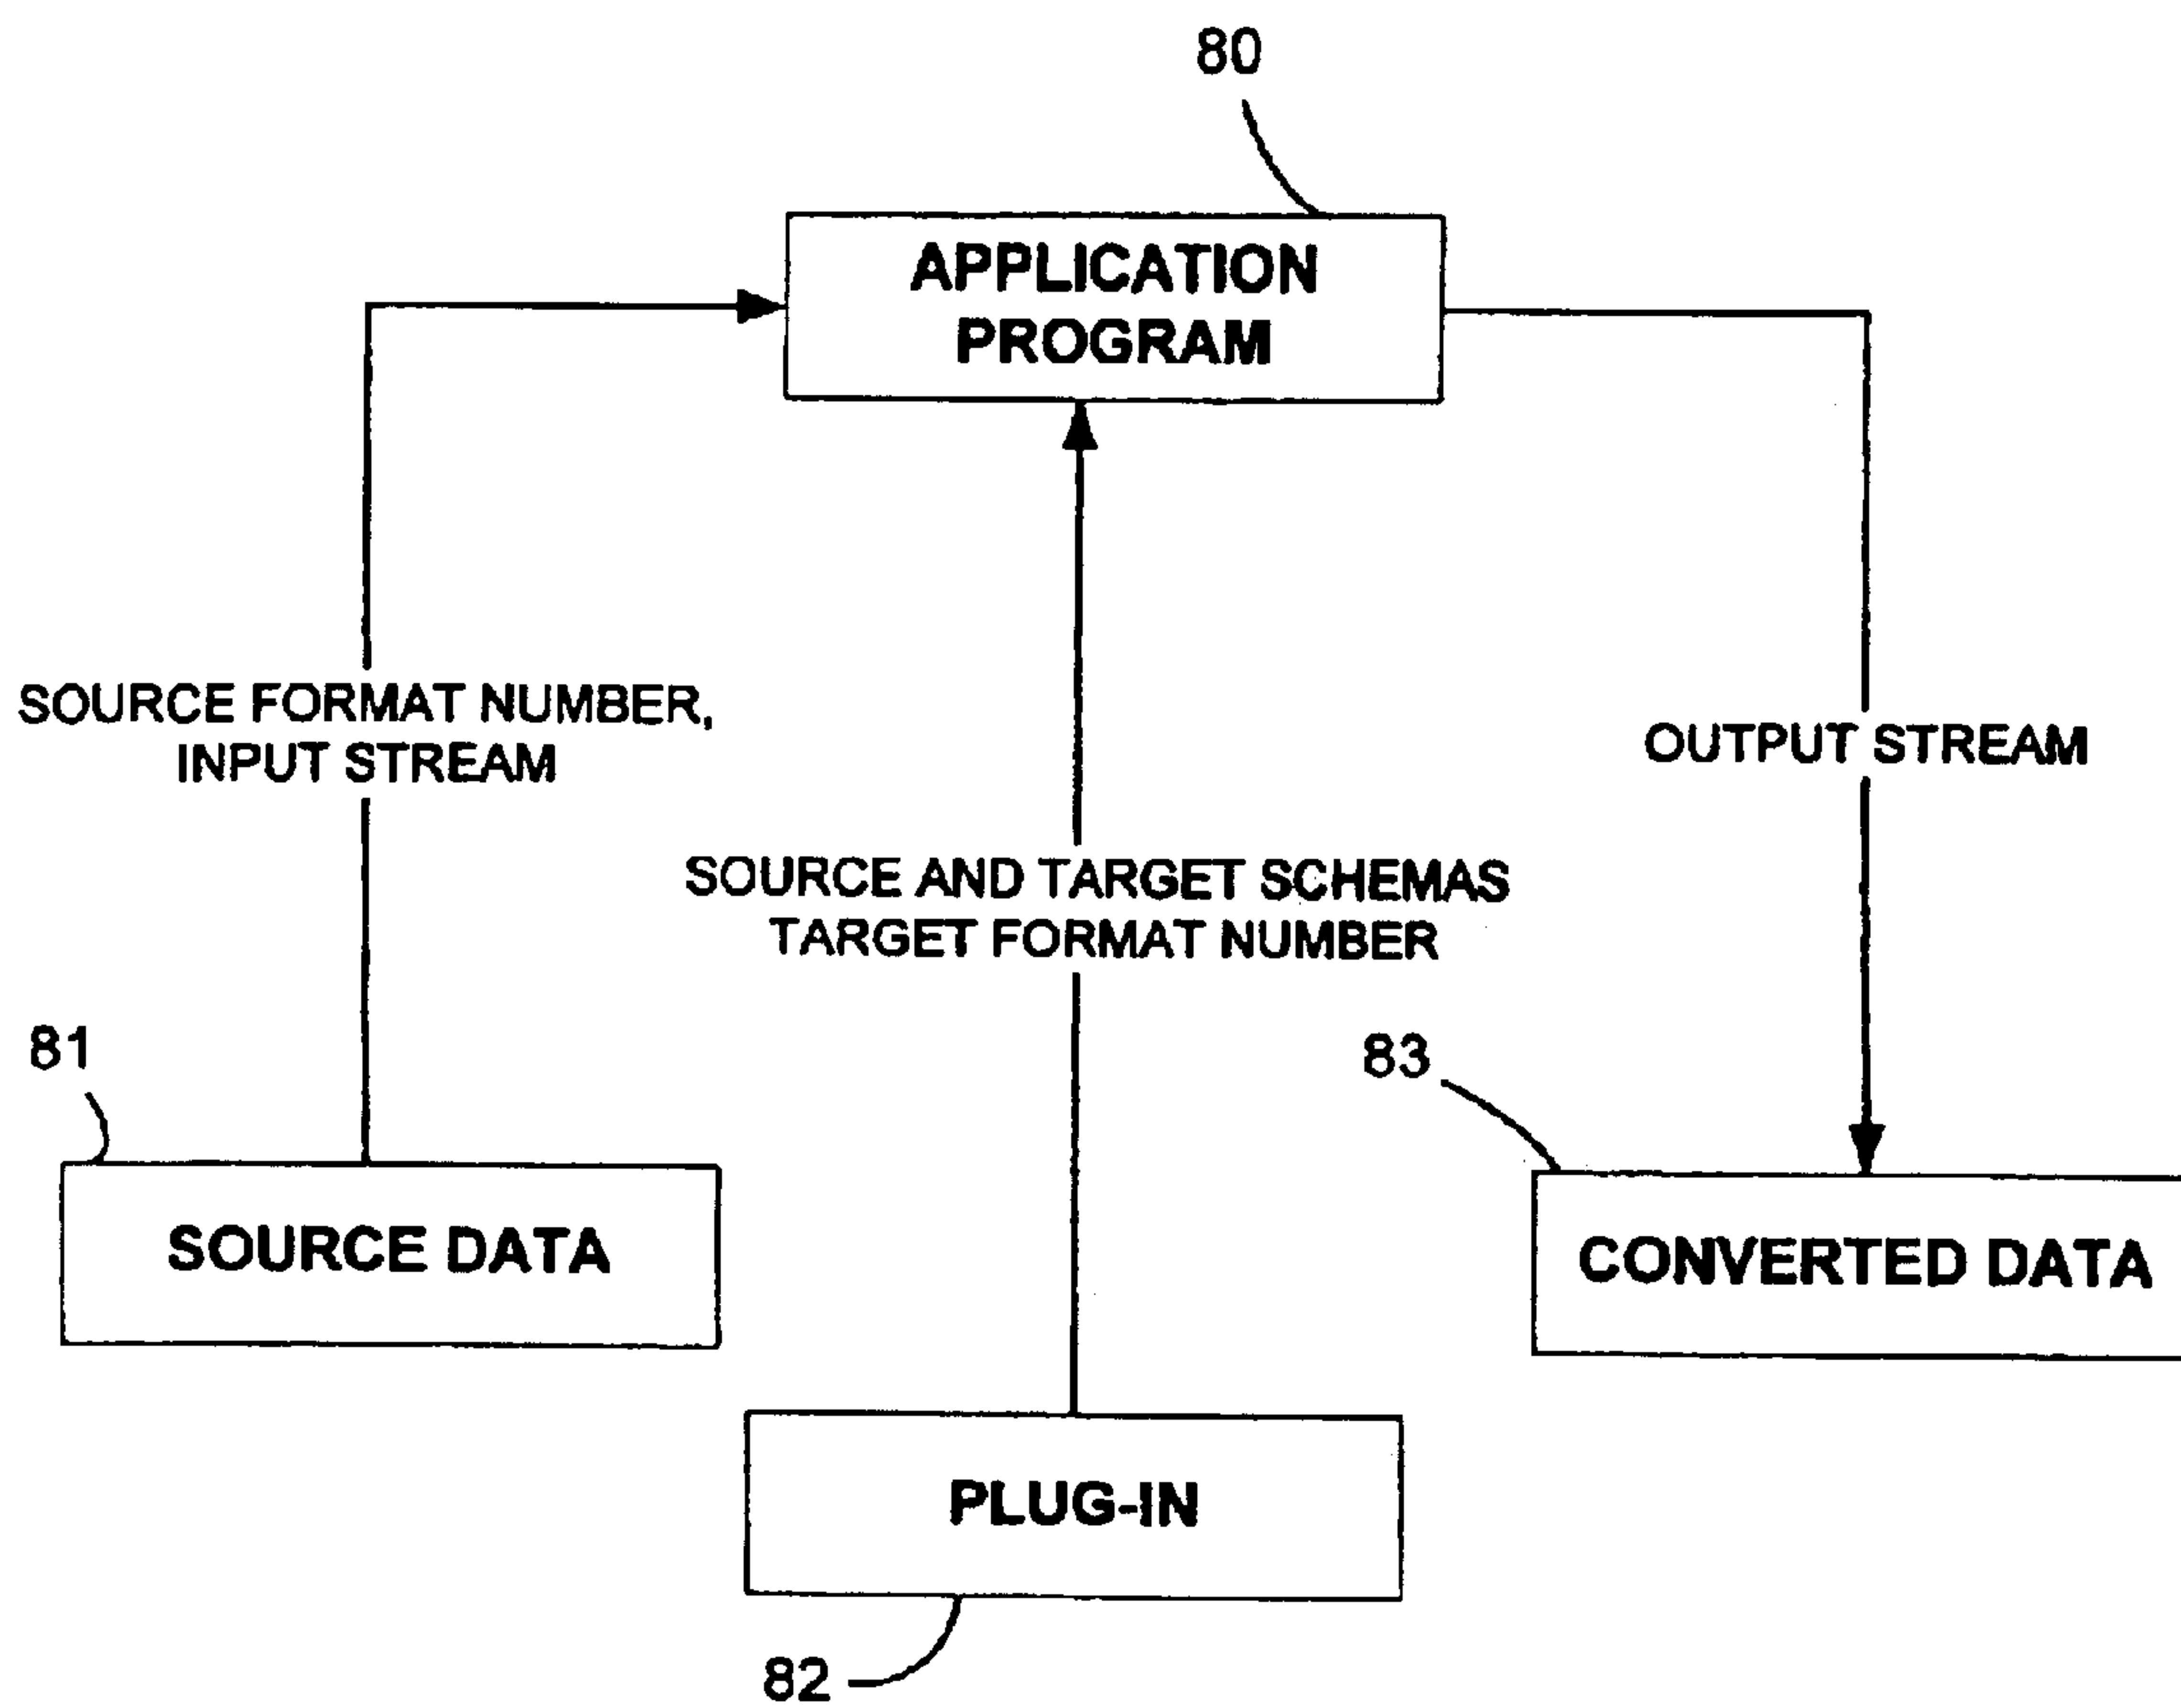 80
APPLICATION
PROGRAM
SOURCE FORMAT NUMBER,
INPUT STREAM
OUTPUT STREAM
SOURCE AND TARGET SCHEMAS
TARGET FORMAT NUMBER
81
83
SOURCE DATA
CONVERTED DATA
PLUG-IN
82